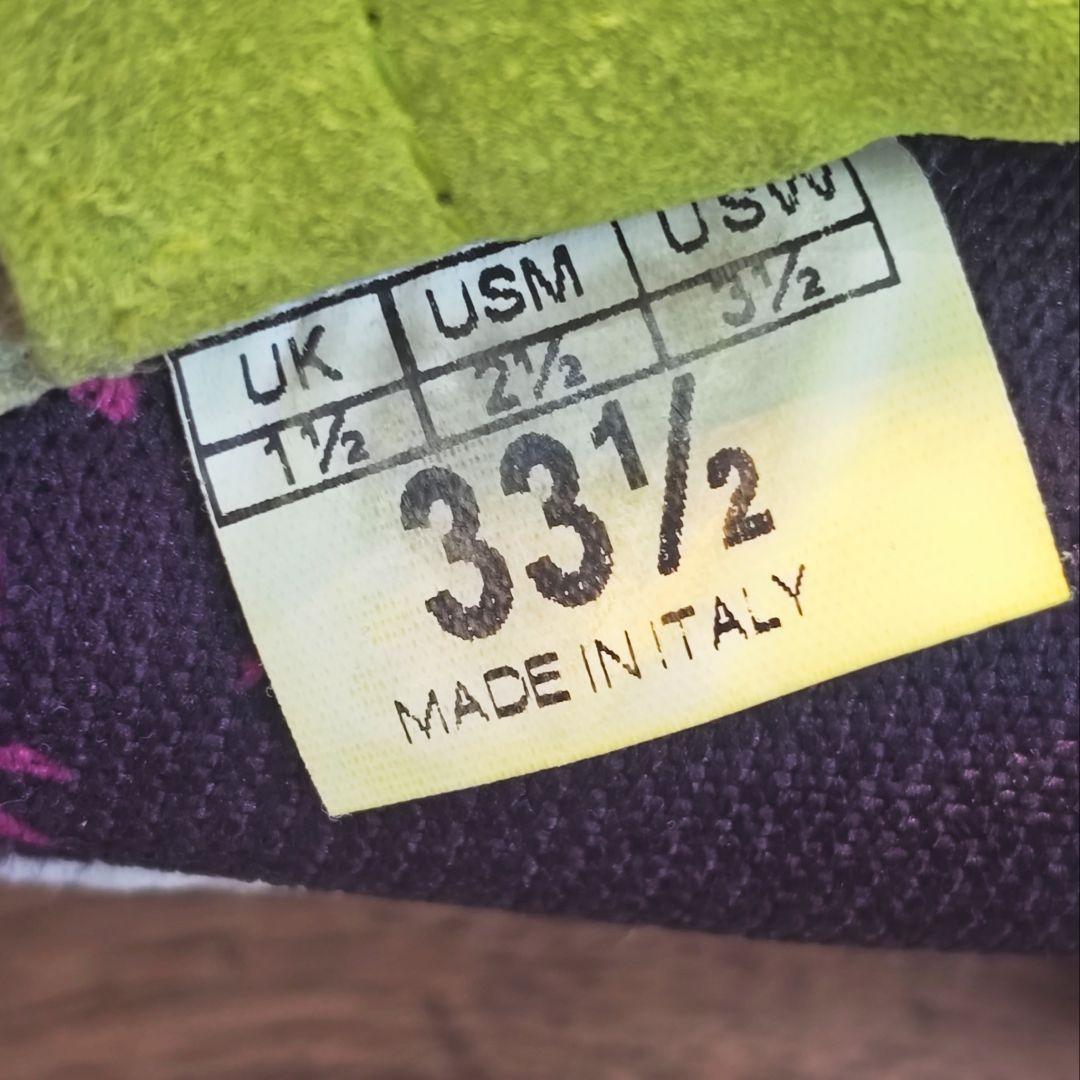 UK USM USW
1½ 2½ 3½
33½
MADE IN ITALY